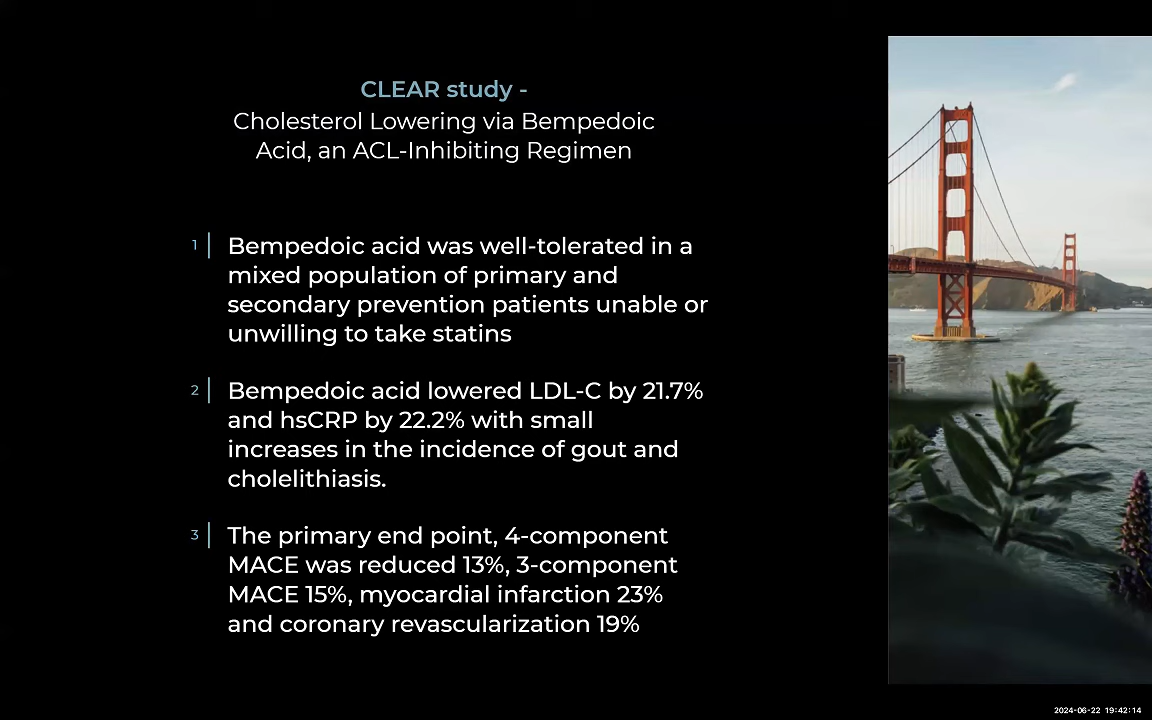 CLEAR study -
Cholesterol Lowering via Bempedoic
Acid, an ACL-Inhibiting Regimen
1 Bempedoic acid was well-tolerated in a
mixed population of primary and
secondary prevention patients unable or
unwilling to take statins
2 Bempedoic acid lowered LDL-C by 21.7%
and hsCRP by 22.2% with small
increases in the incidence of gout and
cholelithiasis.
3 The primary end point, 4-component
MACE was reduced 13%, 3-component
MACE 15%, myocardial infarction 23%
and coronary revascularization 19%
2024-06-22 19:42:14